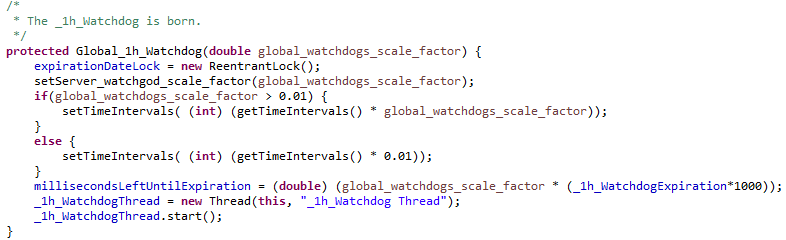 /*
 * The _1h_Watchdog is born.
 */
protected Global_1h_Watchdog(double global_watchdogs_scale_factor) {
    expirationDateLock = new ReentrantLock();
    setServer_watchgod_scale_factor(global_watchdogs_scale_factor);
    if(global_watchdogs_scale_factor > 0.01) {
        setTimeIntervals( (int) (getTimeIntervals() * global_watchdogs_scale_factor));
    }
    else {
        setTimeIntervals( (int) (getTimeIntervals() * 0.01));
    }
    millisecondsLeftUntilExpiration = (double) (global_watchdogs_scale_factor * (_1h_WatchdogExpiration*1000));
    _1h_WatchdogThread = new Thread(this, "_1h_Watchdog Thread");
    _1h_WatchdogThread.start();
}